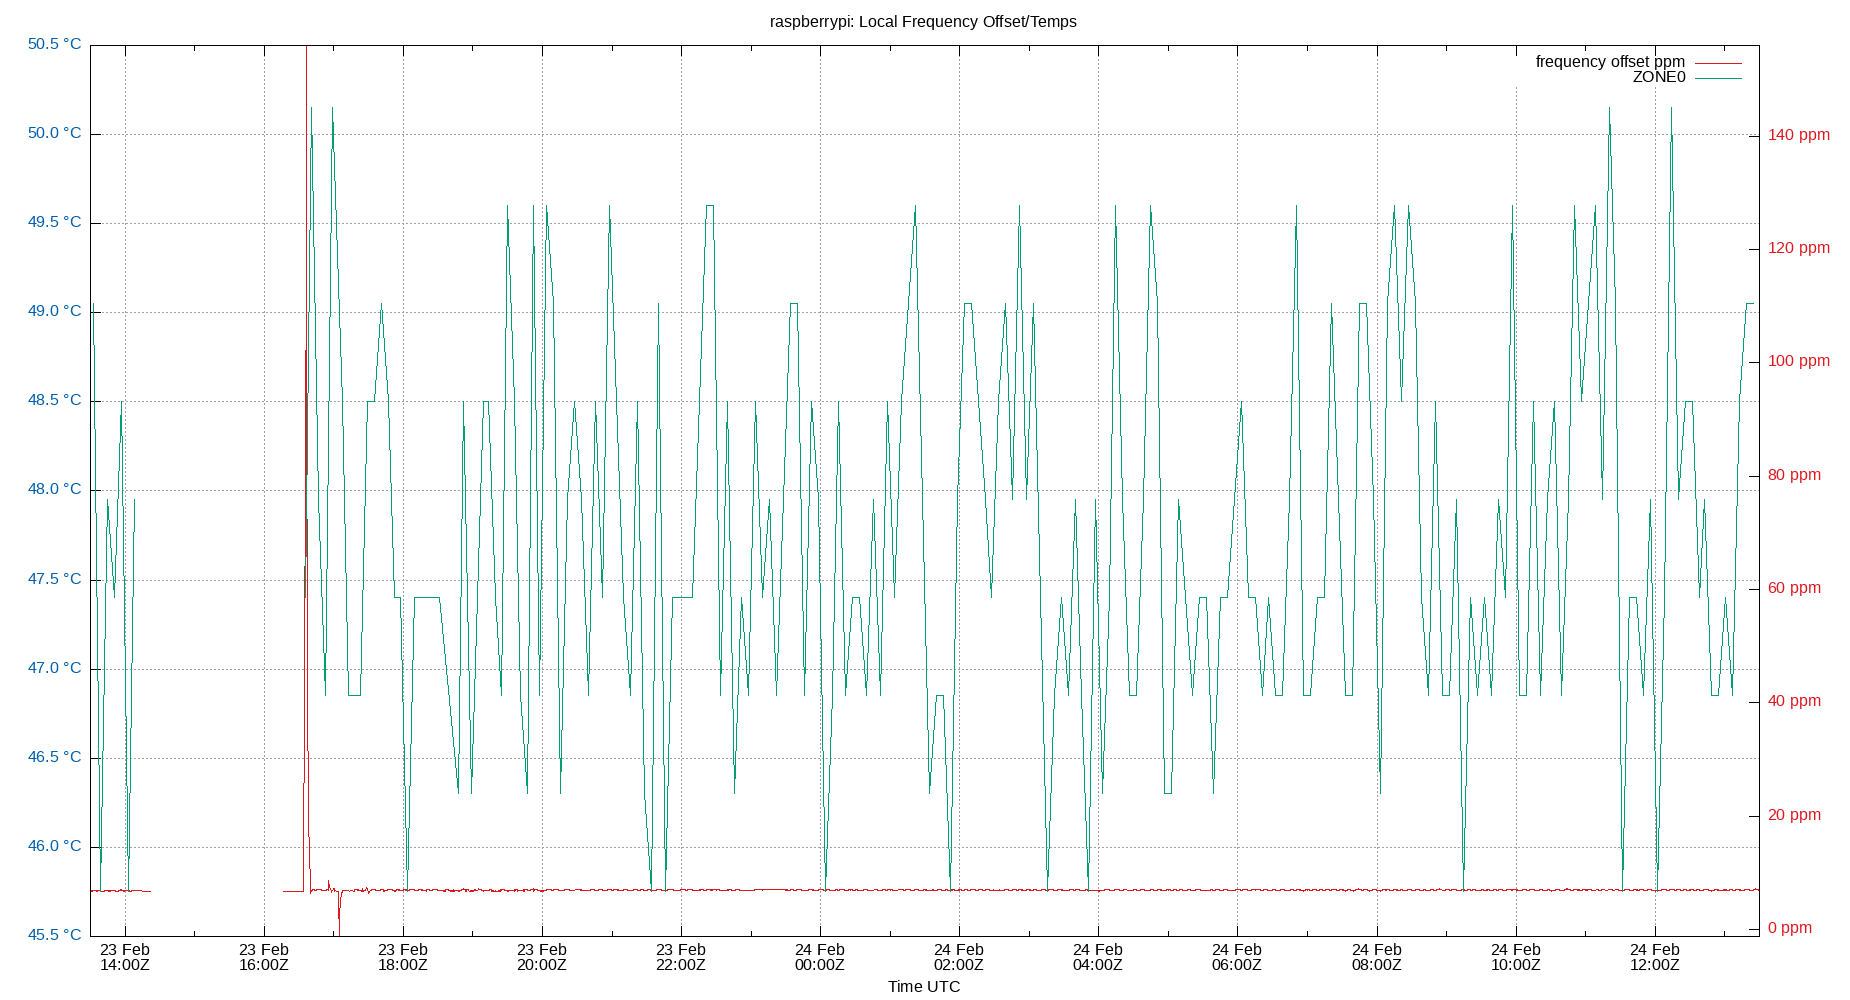 raspberrypi: Local Frequency Offset/Temps
50.5 °C
50.0 °C
49.5 °C
49.0 °C
48.5 °C
48.0 °C
47.5 °C
47.0 °C
46.5 °C
46.0 °C
45.5 °C
frequency offset ppm
ZONE0
140 ppm
120 ppm
100 ppm
80 ppm
60 ppm
40 ppm
20 ppm
0 ppm
23 Feb 23 Feb 23 Feb 23 Feb 23 Feb 24 Feb 24 Feb 24 Feb 24 Feb 24 Feb 24 Feb 24 Feb
14:00Z 16:00Z 18:00Z 20:00Z 22:00Z 00:00Z 02:00Z 04:00Z 06:00Z 08:00Z 10:00Z 12:00Z
Time UTC